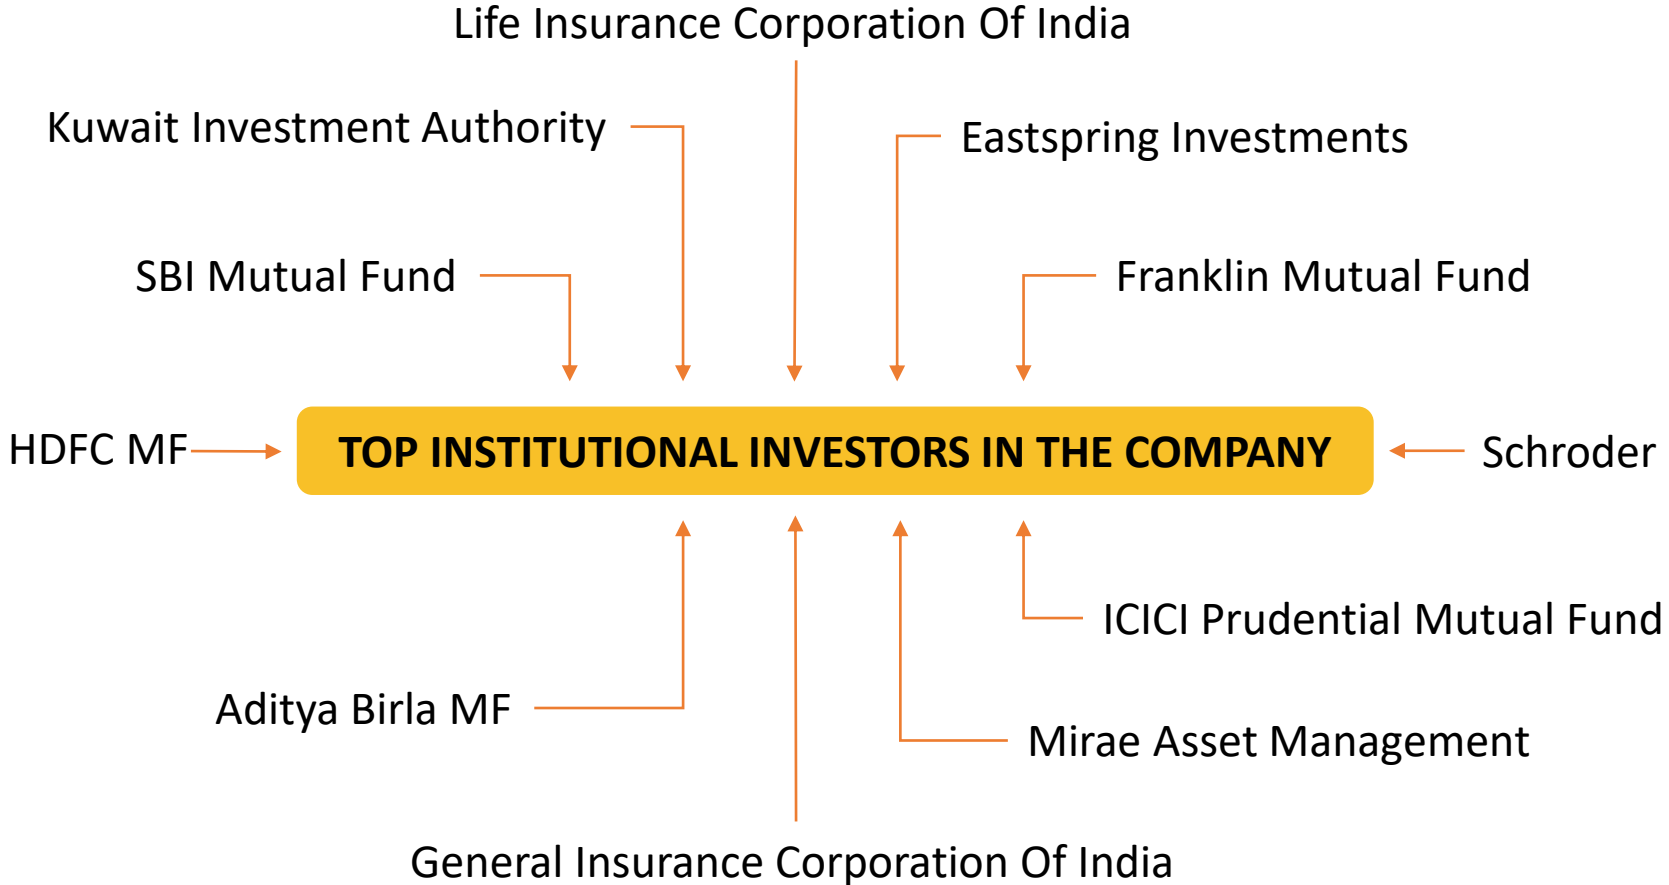 Life Insurance Corporation Of India
Kuwait Investment Authority
Eastspring Investments
SBI Mutual Fund
Franklin Mutual Fund
HDFC MF
TOP INSTITUTIONAL INVESTORS IN THE COMPANY
Schroder
ICICI Prudential Mutual Fund
Aditya Birla MF
Mirae Asset Management
General Insurance Corporation Of India